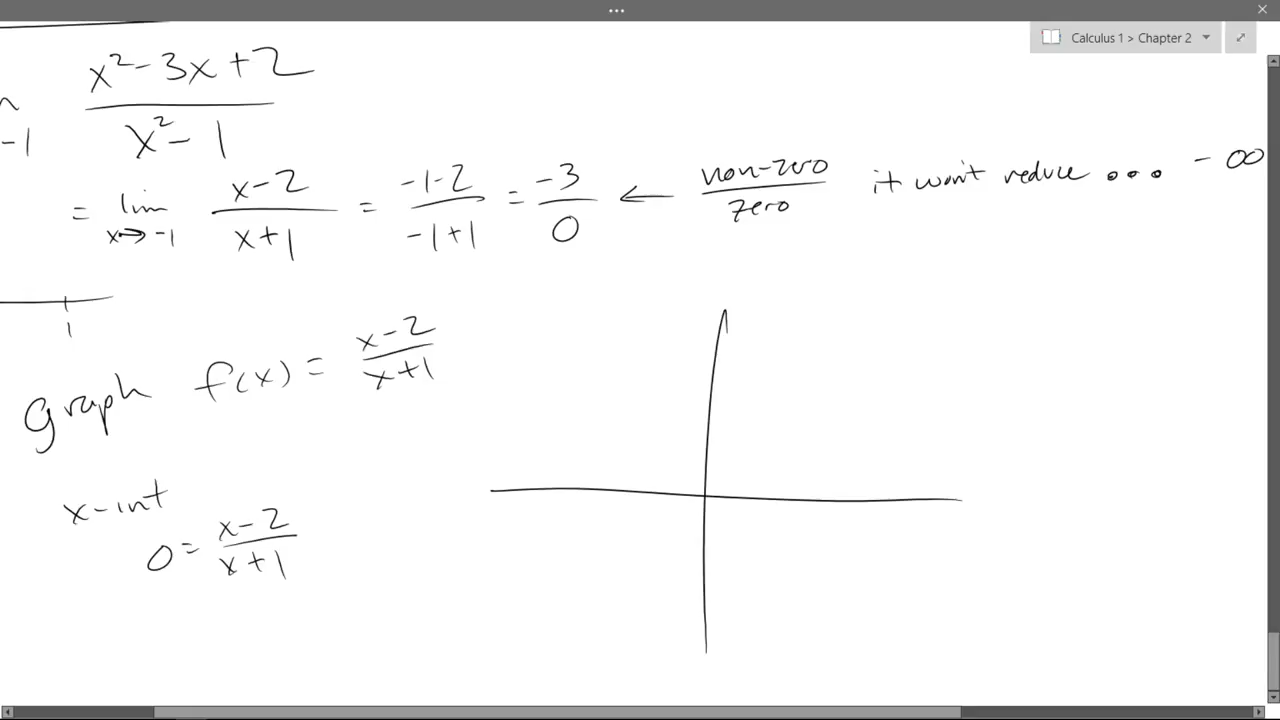 Calculus 1 > Chapter 2
x² - 3x + 2
x² - 1
-1
= lim x→-1 (x-2)/(x+1) = (-1-2)/(-1+1) = -3/0 ← non-zero/zero it won't reduce ... - ∞
1
graph f(x) = (x-2)/(x+1)
x-int
0 = (x-2)/(x+1)